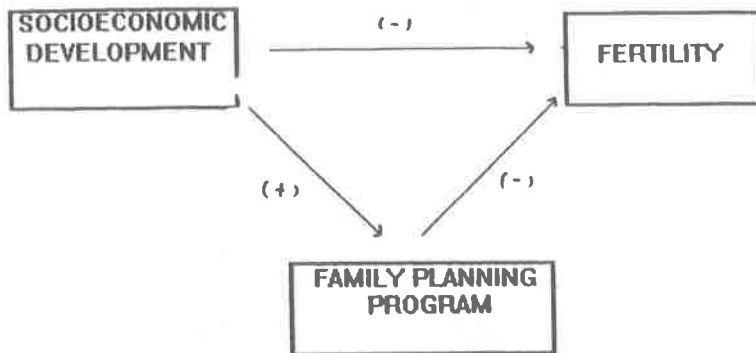 SOCIOECONOMIC
DEVELOPMENT
(-)
FERTILITY
(+)
(-)
FAMILY PLANNING
PROGRAM